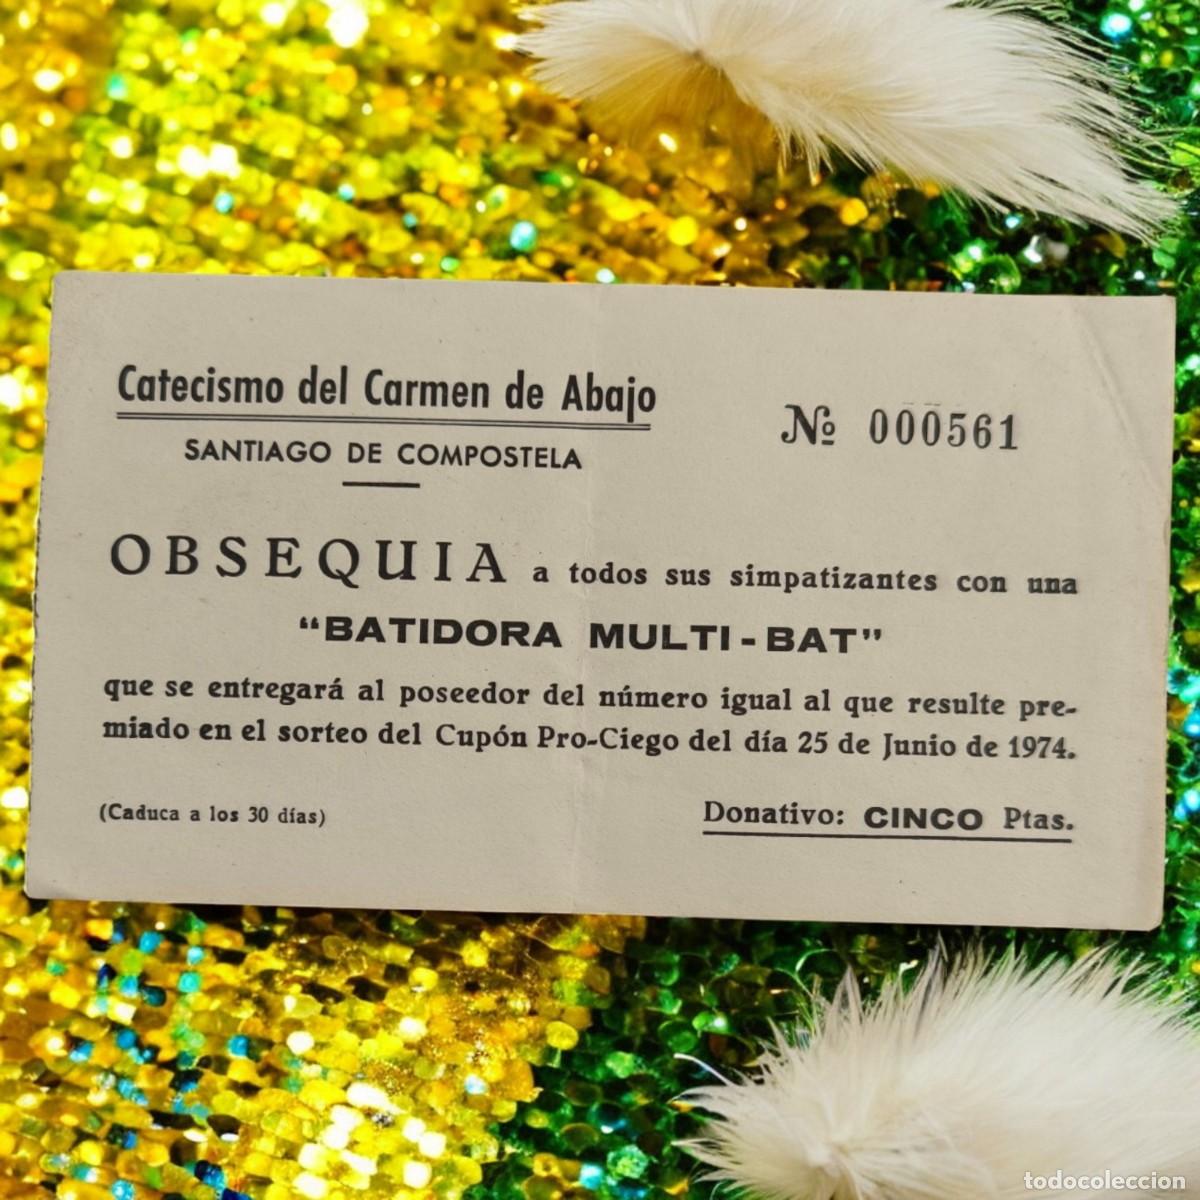 Catecismo del Carmen de Abajo
SANTIAGO DE COMPOSTELA
Nº 000561
OBSEQUIA a todos sus simpatizantes con una
"BATIDORA MULTI-BAT"
que se entregará al poseedor del número igual al que resulte pre-
miado en el sorteo del Cupón Pro-Ciego del día 25 de Junio de 1974.
(Caduca a los 30 días)
Donativo: CINCO Ptas.
todocoleccion